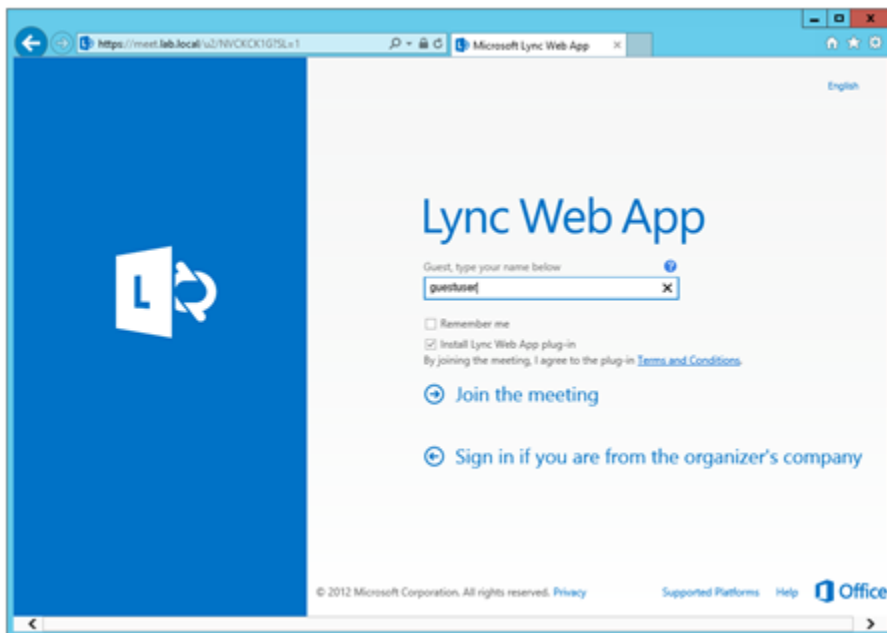 https://meet.lab.local/u2/NVCKCK1G?SL=1
Microsoft Lync Web App
English
Lync Web App
Guest, type your name below
guestuser
Remember me
Install Lync Web App plug-in
By joining the meeting, I agree to the plug-in Terms and Conditions.
Join the meeting
Sign in if you are from the organizer's company
L
© 2012 Microsoft Corporation. All rights reserved. Privacy
Supported Platforms
Help
Office